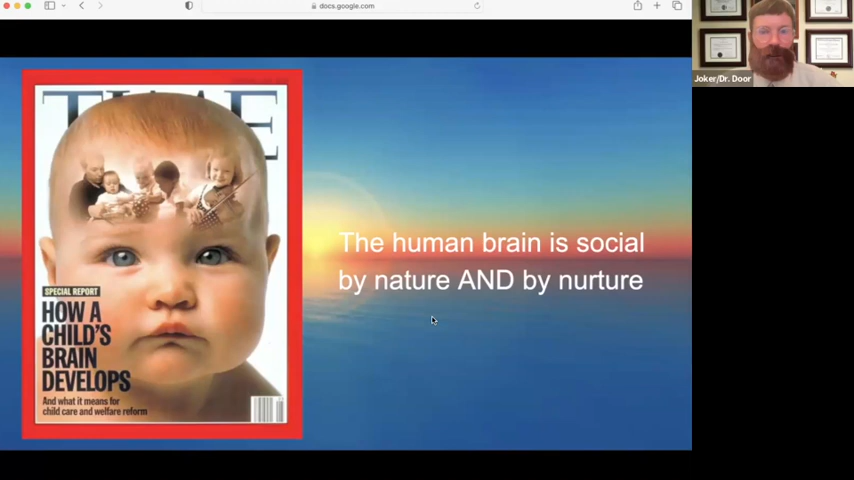 docs.google.com
Joker/Dr. Door
TIME
The human brain is social
by nature AND by nurture
SPECIAL REPORT
HOW A
CHILD'S
BRAIN
DEVELOPS
And what it means for
child care and welfare reform